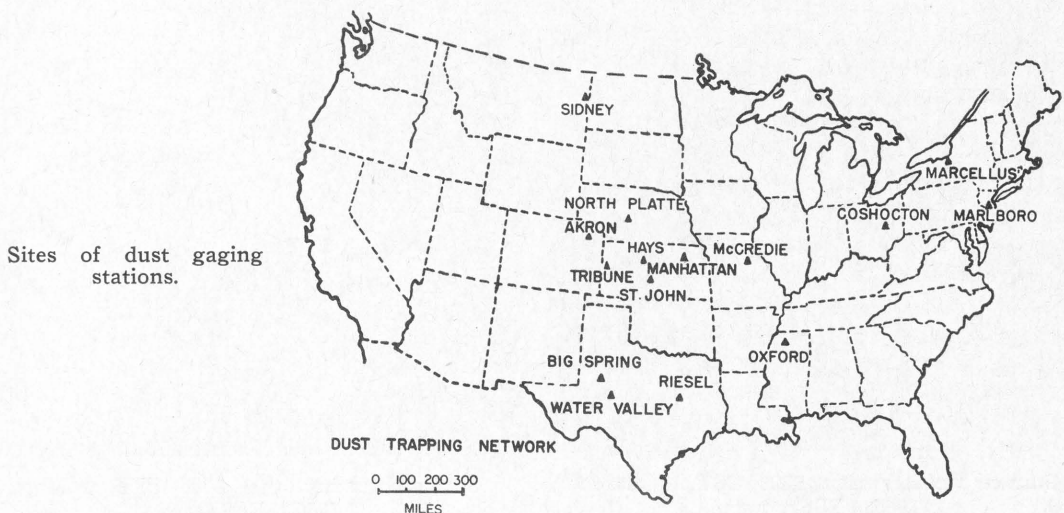 Sites of dust gaging
stations.
SIDNEY
MARCELLUS
NORTH PLATTE
COSHOCTON
MARLBORO
AKRON
HAYS
McCREDIE
TRIBUNE
MANHATTAN
ST. JOHN
OXFORD
BIG SPRING
RIESEL
WATER VALLEY
DUST TRAPPING NETWORK
0 100 200 300
MILES